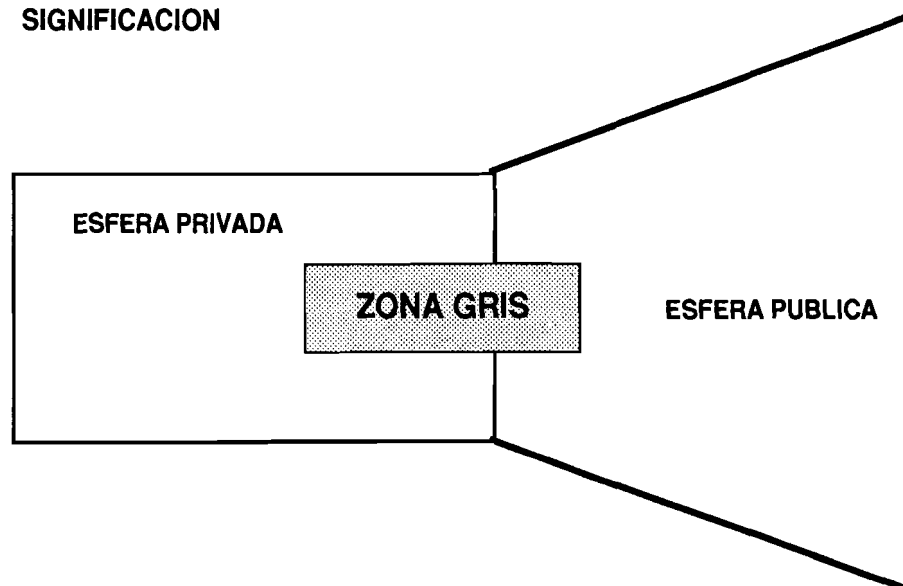 SIGNIFICACION
ESFERA PRIVADA
ZONA GRIS
ESFERA PUBLICA